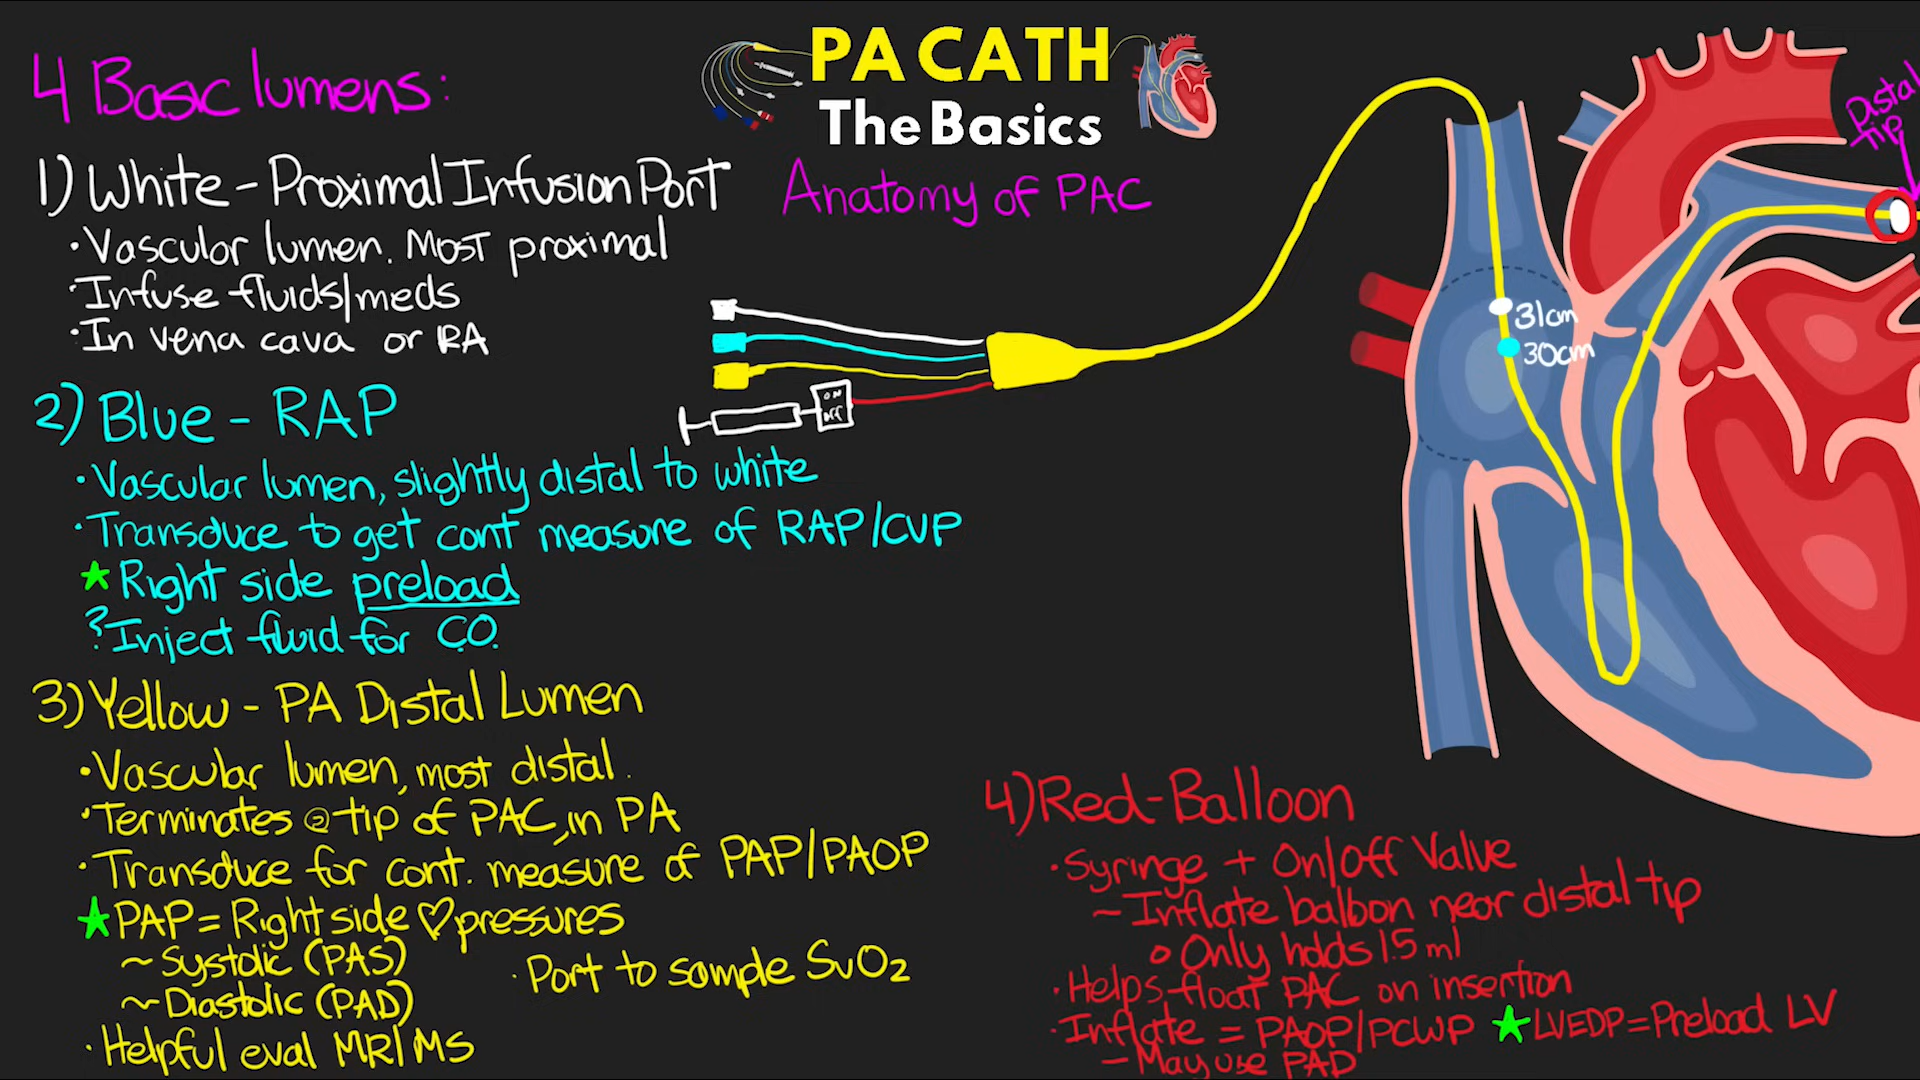 PA CATH
The Basics
Anatomy of PAC
4 Basic lumens:
1) White - Proximal Infusion Port
• Vascular lumen. Most proximal
• Infuse fluids/meds
• In vena cava or RA
2) Blue - RAP
• Vascular lumen, slightly distal to white
• Transduce to get cont measure of RAP/CVP
★ Right side preload
? Inject fluid for C.O.
3) Yellow - PA Distal Lumen
• Vascular lumen, most distal.
• Terminates @ tip of PAC, in PA
• Transduce for cont. measure of PAP/PAOP
★ PAP = Right side ♡ pressures
~ Systolic (PAS)
~ Diastolic (PAD)
• Helpful eval MR/MS
• Port to sample SvO2
4) Red - Balloon
• Syringe + On/Off Valve
~ Inflate balloon near distal tip
o Only holds 1.5 ml
• Helps float PAC on insertion
• Inflate = PAOP/PCWP ★ LVEDP = Preload LV
- May use PAD
ON
OFF
31cm
30cm
Distal
tip